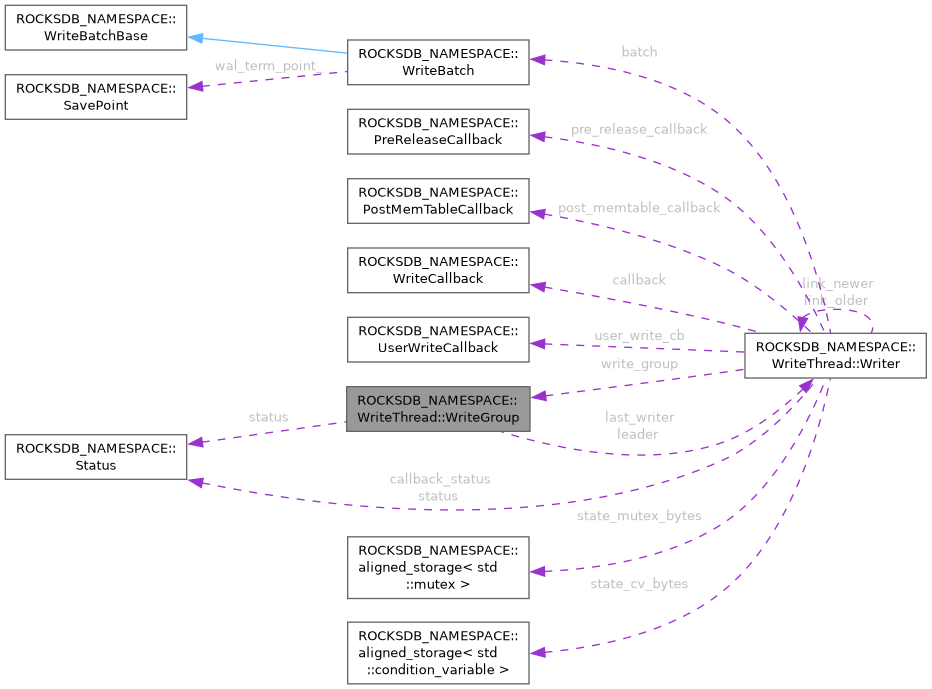 ROCKSDB_NAMESPACE::
WriteBatchBase
ROCKSDB_NAMESPACE::
WriteBatch
batch
wal_term_point
ROCKSDB_NAMESPACE::
SavePoint
ROCKSDB_NAMESPACE::
PreReleaseCallback
pre_release_callback
ROCKSDB_NAMESPACE::
PostMemTableCallback
post_memtable_callback
ROCKSDB_NAMESPACE::
WriteCallback
callback
link_newer
link_older
ROCKSDB_NAMESPACE::
UserWriteCallback
user_write_cb
ROCKSDB_NAMESPACE::
WriteThread::Writer
write_group
ROCKSDB_NAMESPACE::
WriteThread::WriteGroup
status
last_writer
leader
ROCKSDB_NAMESPACE::
Status
callback_status
status
state_mutex_bytes
ROCKSDB_NAMESPACE::
aligned_storage< std
::mutex >
state_cv_bytes
ROCKSDB_NAMESPACE::
aligned_storage< std
::condition_variable >